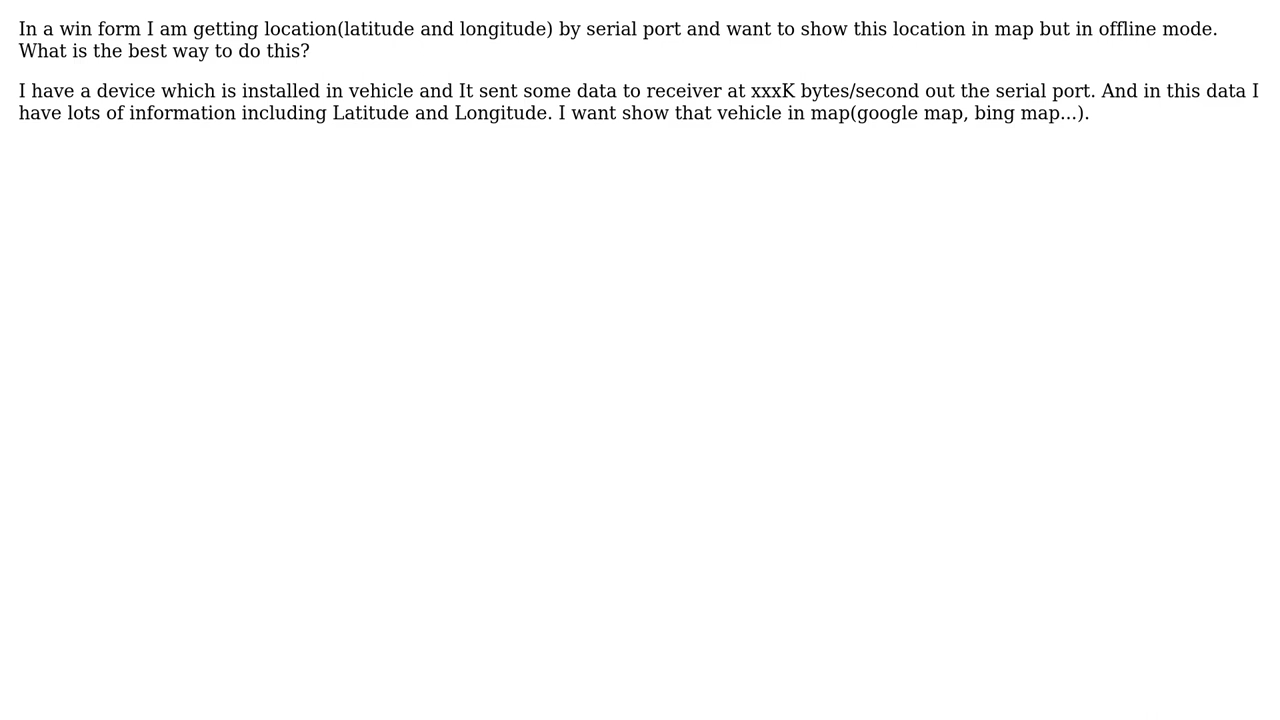 In a win form I am getting location(latitude and longitude) by serial port and want to show this location in map but in offline mode.
What is the best way to do this?
I have a device which is installed in vehicle and It sent some data to receiver at xxxK bytes/second out the serial port. And in this data I
have lots of information including Latitude and Longitude. I want show that vehicle in map(google map, bing map...).